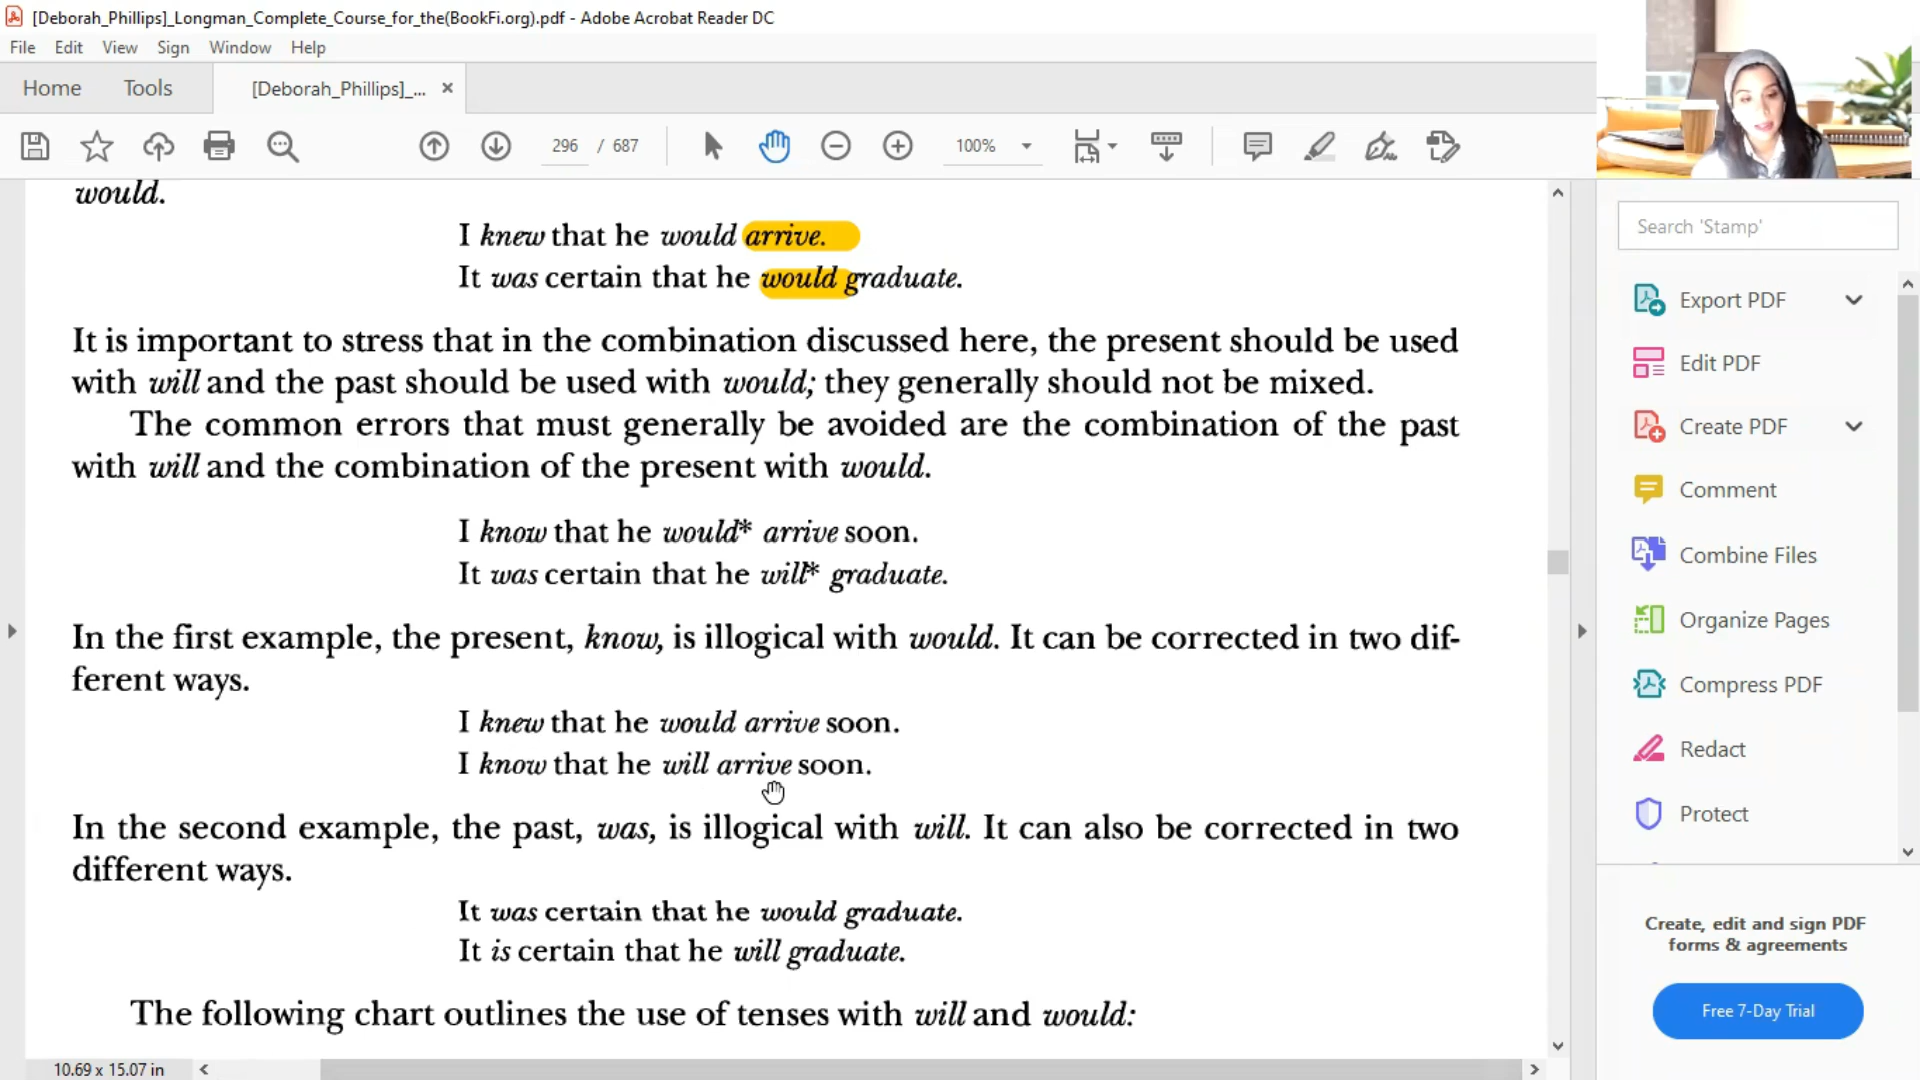 [Deborah_Phillips]_Longman_Complete_Course_for_the(BookFi.org).pdf - Adobe Acrobat Reader DC
File Edit View Sign Window Help
Home Tools [Deborah_Phillips]_... ×
296 / 687 100%
would.
I knew that he would arrive.
It was certain that he would graduate.
It is important to stress that in the combination discussed here, the present should be used
with will and the past should be used with would; they generally should not be mixed.
The common errors that must generally be avoided are the combination of the past
with will and the combination of the present with would.
I know that he would* arrive soon.
It was certain that he will* graduate.
In the first example, the present, know, is illogical with would. It can be corrected in two dif-
ferent ways.
I knew that he would arrive soon.
I know that he will arrive soon.
In the second example, the past, was, is illogical with will. It can also be corrected in two
different ways.
It was certain that he would graduate.
It is certain that he will graduate.
The following chart outlines the use of tenses with will and would:
10.69 x 15.07 in
Search 'Stamp'
Export PDF
Edit PDF
Create PDF
Comment
Combine Files
Organize Pages
Compress PDF
Redact
Protect
Create, edit and sign PDF
forms & agreements
Free 7-Day Trial